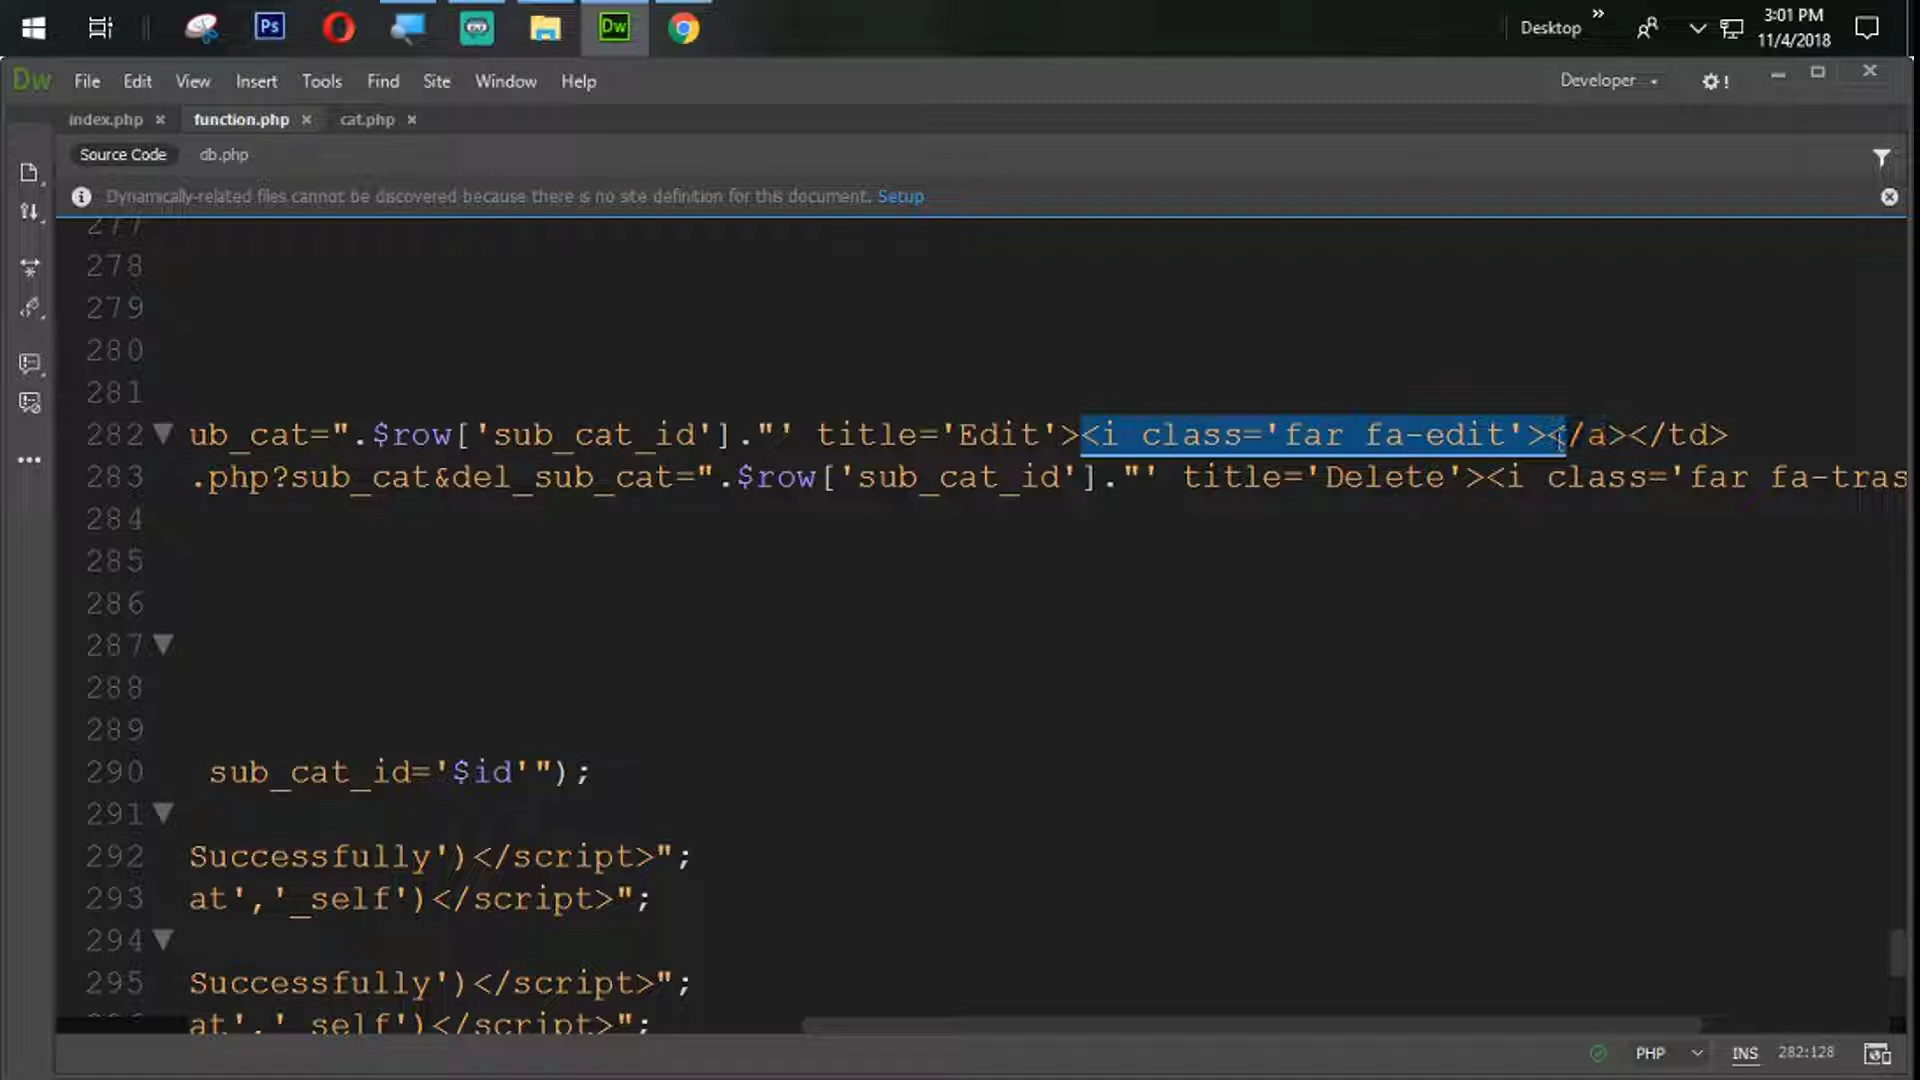 Ps
Dw
Desktop
3:01 PM
11/4/2018
Dw File Edit View Insert Tools Find Site Window Help Developer
index.php × function.php × cat.php ×
Source Code db.php
Dynamically-related files cannot be discovered because there is no site definition for this document. Setup
277
278
279
280
281
282 ub_cat=".$row['sub_cat_id']."' title='Edit'><i class='far fa-edit'></a></td>
283 .php?sub_cat&del_sub_cat=".$row['sub_cat_id']."' title='Delete'><i class='far fa-tras
284
285
286
287
288
289
290 sub_cat_id='$id'");
291
292 Successfully')</script>";
293 at','_self')</script>";
294
295 Successfully')</script>";
at','_self')</script>";
PHP INS 282:128